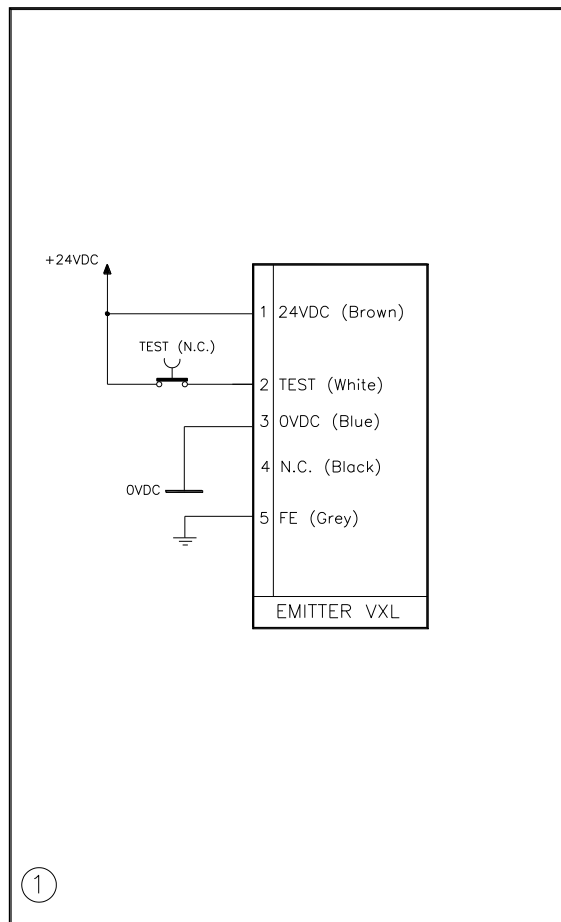 +24VDC
1 24VDC (Brown)
TEST (N.C.)
2 TEST (White)
3 0VDC (Blue)
4 N.C. (Black)
0VDC
5 FE (Grey)
EMITTER VXL
1